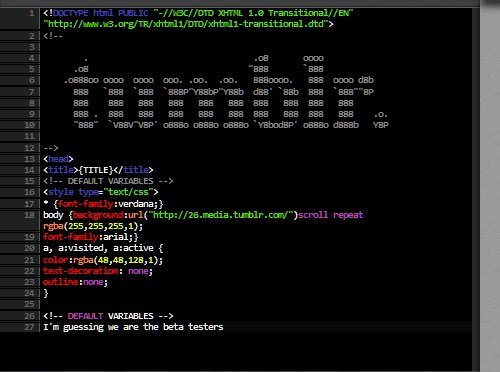 1 <!DOCTYPE html PUBLIC "-//W3C//DTD XHTML 1.0 Transitional//EN"
"http://www.w3.org/TR/xhtml1/DTD/xhtml1-transitional.dtd">
2 <!--
3
4          .                             .o8       oooo
5        .o8                            "888       `888
6      .o888oo oooo  oooo  ooo. .oo.  .oo.   888oooo.   888  oooo d8b
7        888   `888  `888  `888P"Y88bP"Y88b  d88' `88b  888  `888""8P
8        888    888   888   888   888   888  888   888  888   888
9        888 .  888   888   888   888   888  888   888  888   888    .o.
10       "888"  `V88V"V8P' o888o o888o o888o `Y8bod8P' o888o d888b   Y8P
11
12 -->
13 <head>
14 <title>{TITLE}</title>
15 <!-- DEFAULT VARIABLES -->
16 <style type="text/css">
17 * {font-family:verdana;}
18 body {background:url("http://26.media.tumblr.com/")scroll repeat
rgba(255,255,255,1);
19 font-family:arial;}
20 a, a:visited, a:active {
21 color:rgba(48,48,128,1);
22 text-decoration: none;
23 outline:none;
24 }
25
26 <!-- DEFAULT VARIABLES -->
27 I'm guessing we are the beta testers